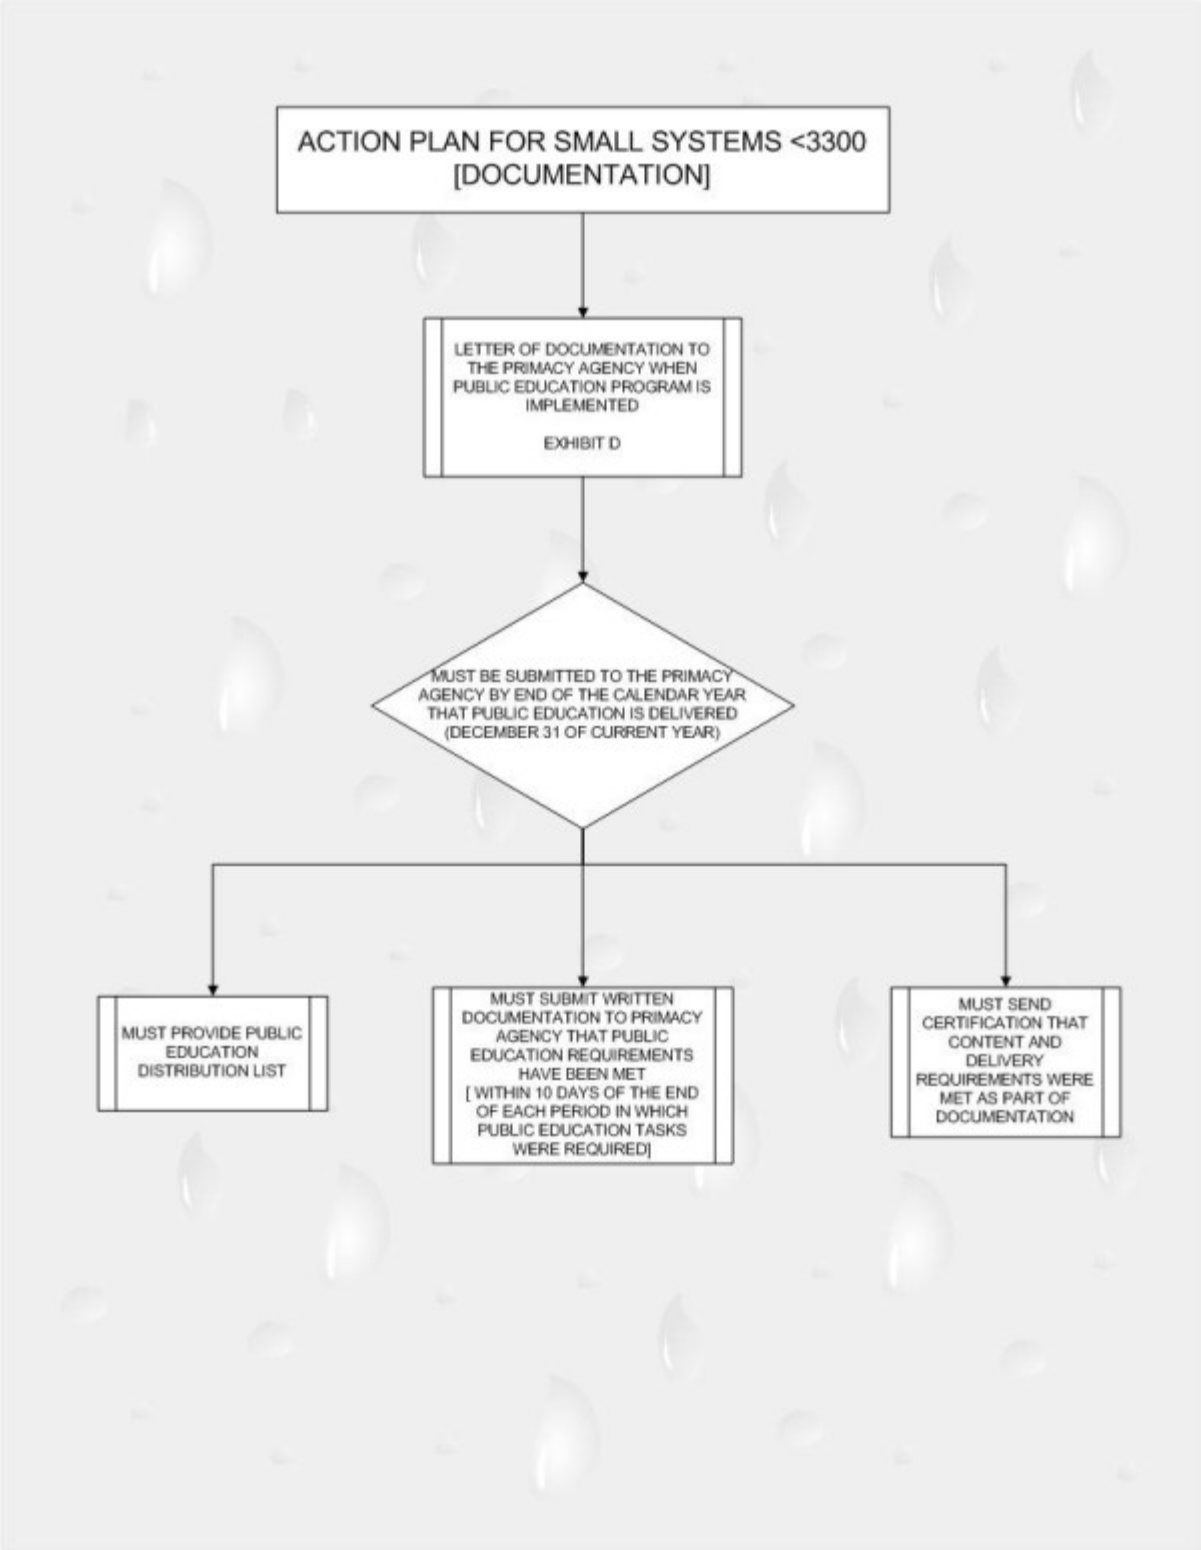 ACTION PLAN FOR SMALL SYSTEMS <3300
[DOCUMENTATION]
LETTER OF DOCUMENTATION TO
THE PRIMACY AGENCY WHEN
PUBLIC EDUCATION PROGRAM IS
IMPLEMENTED
EXHIBIT D
MUST BE SUBMITTED TO THE PRIMACY
AGENCY BY END OF THE CALENDAR YEAR
THAT PUBLIC EDUCATION IS DELIVERED
(DECEMBER 31 OF CURRENT YEAR)
MUST PROVIDE PUBLIC
EDUCATION
DISTRIBUTION LIST
MUST SUBMIT WRITTEN
DOCUMENTATION TO PRIMACY
AGENCY THAT PUBLIC
EDUCATION REQUIREMENTS
HAVE BEEN MET
[ WITHIN 10 DAYS OF THE END
OF EACH PERIOD IN WHICH
PUBLIC EDUCATION TASKS
WERE REQUIRED]
MUST SEND
CERTIFICATION THAT
CONTENT AND
DELIVERY
REQUIREMENTS WERE
MET AS PART OF
DOCUMENTATION